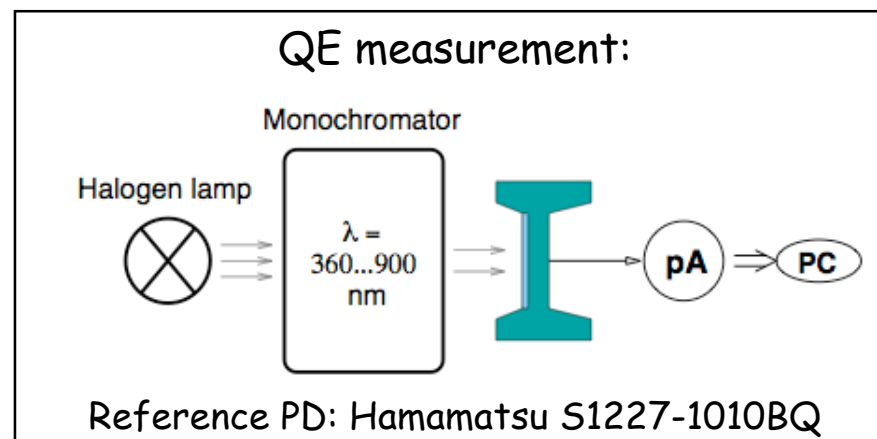 QE measurement:
Monochromator
Halogen lamp
λ =
360...900
nm
pA
PC
Reference PD: Hamamatsu S1227-1010BQ